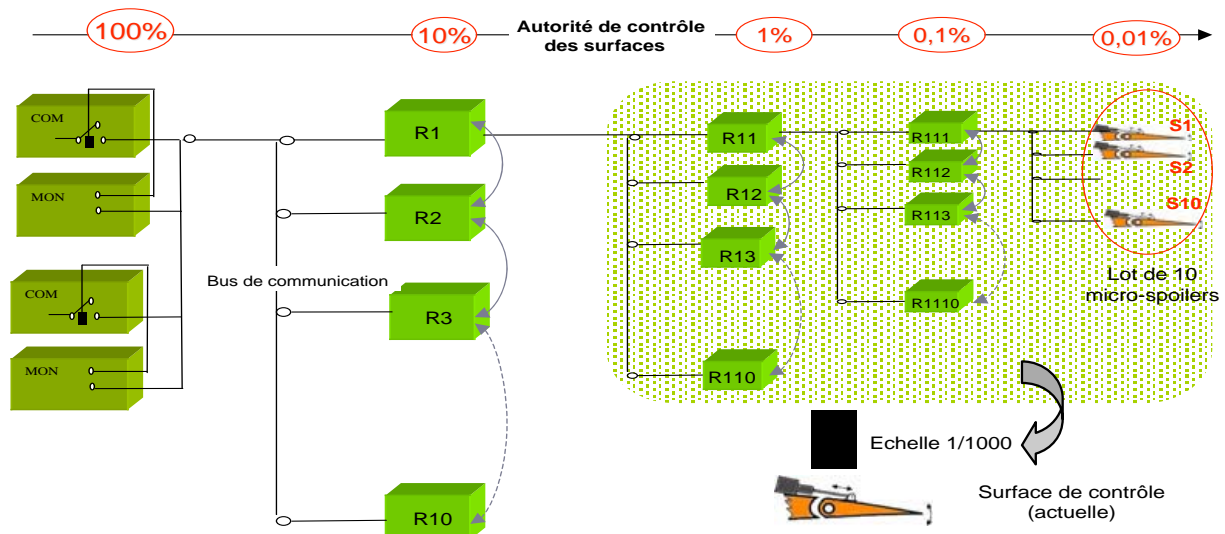 100%
10%
Autorité de contrôle
des surfaces
1%
0,1%
0,01%
COM
MON
COM
MON
Bus de communication
R1
R2
R3
R10
R11
R12
R13
R110
R111
R112
R113
R1110
S1
S2
S10
Lot de 10
micro-spoilers
Echelle 1/1000
Surface de contrôle
(actuelle)